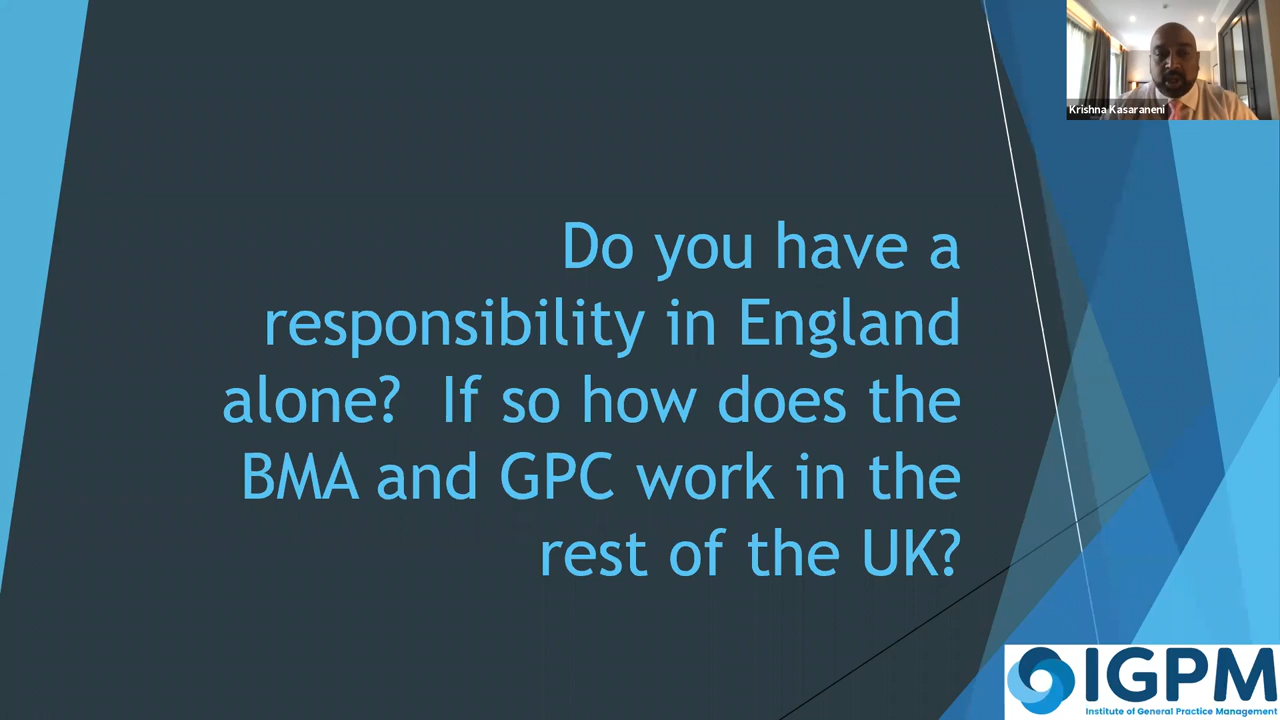 Krishna Kasaraneni
Do you have a
responsibility in England
alone? If so how does the
BMA and GPC work in the
rest of the UK?
IGPM
Institute of General Practice Management